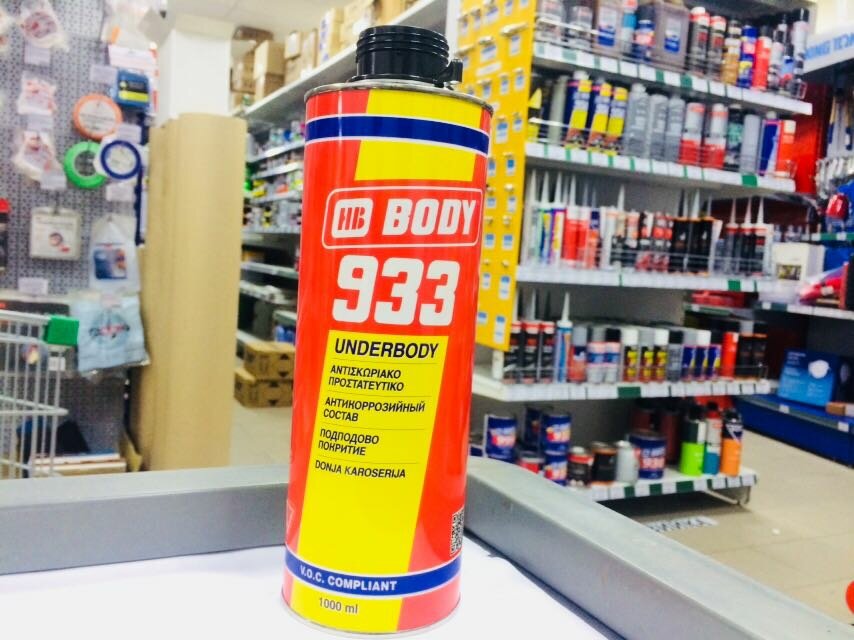 HB BODY
933
UNDERBODY
ΑΝΤΙΣΚΩΡΙΑΚΟ
ΠΡΟΣΤΑΤΕΥΤΙΚΟ
АНТИКОРРОЗИЙНЫЙ
СОСТАВ
ПОДПОДОВО
ПОКРИТИЕ
DONJA KAROSERIJA
V.O.C. COMPLIANT
1000 ml